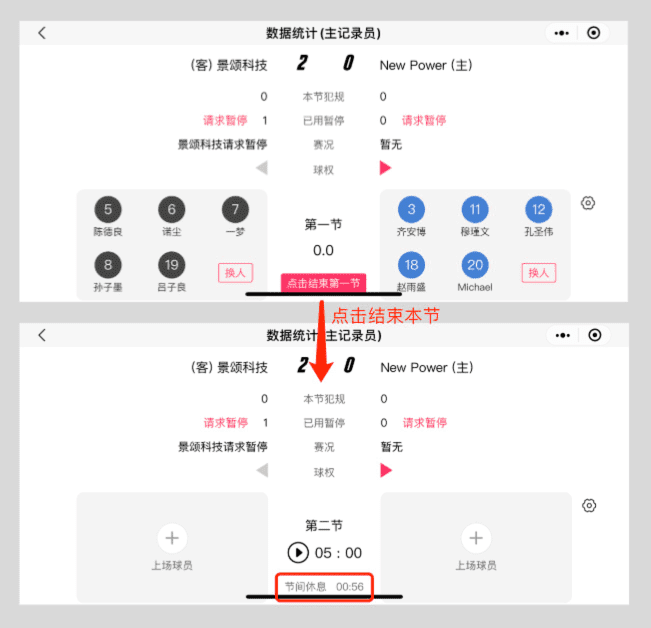 数据统计(主记录员)
(客) 景颂科技 2 0 New Power (主)
0 本节犯规 0
请求暂停 1 已用暂停 0 请求暂停
景颂科技请求暂停 赛况 暂无
球权
5 6 7 第一节 3 11 12
陈德良 诺尘 一梦 齐安博 穆瑾文 孔圣伟
0.0
8 19 换人 点击结束第一节 18 20 换人
孙子墨 吕子良 赵雨盛 Michael
点击结束本节
数据统计(主记录员)
(客) 景颂科技 2 0 New Power (主)
0 本节犯规 0
请求暂停 1 已用暂停 0 请求暂停
景颂科技请求暂停 赛况 暂无
球权
第二节
05 : 00
上场球员 上场球员
节间休息 00:56